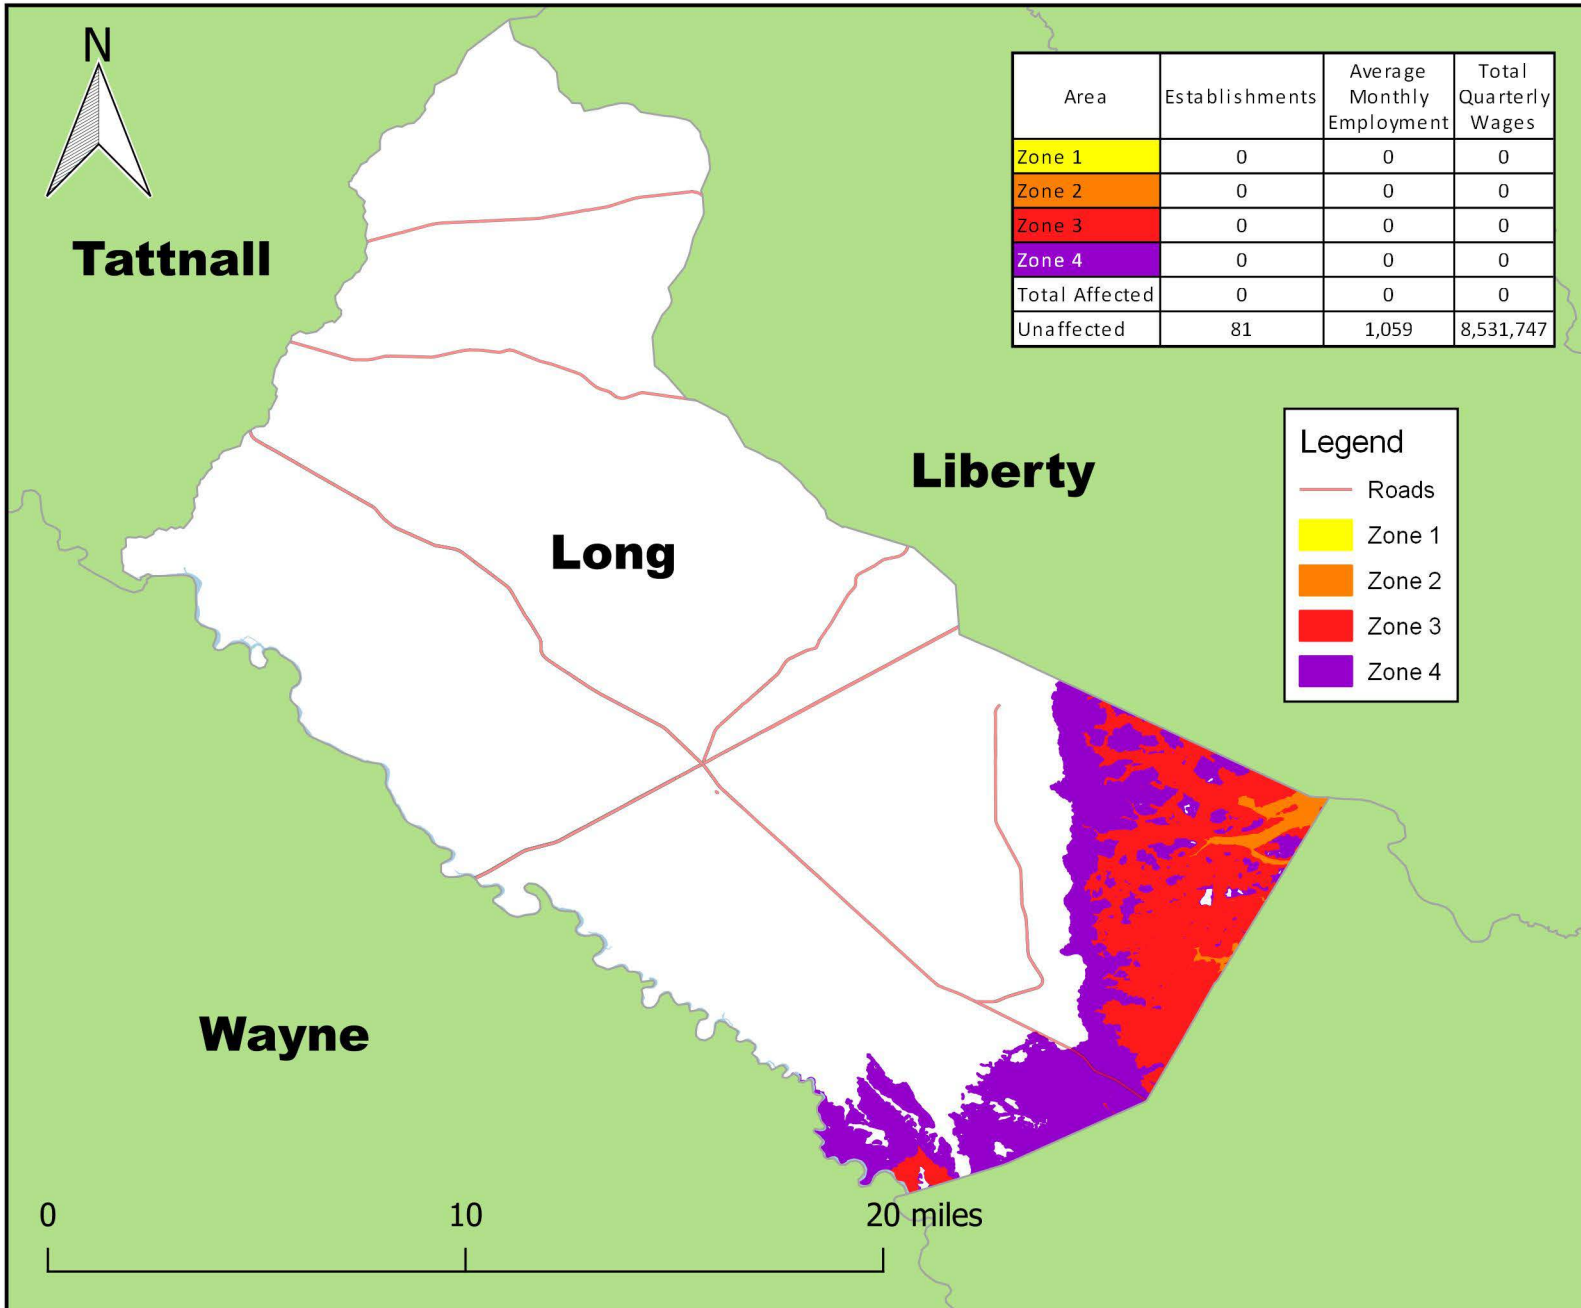 N
Area Establishments Average Monthly Employment Total Quarterly Wages
Zone 1 0 0 0
Zone 2 0 0 0
Zone 3 0 0 0
Zone 4 0 0 0
Total Affected 0 0 0
Unaffected 81 1,059 8,531,747
Tattnall
Liberty
Long
Wayne
Legend
Roads
Zone 1
Zone 2
Zone 3
Zone 4
0 10 20 miles